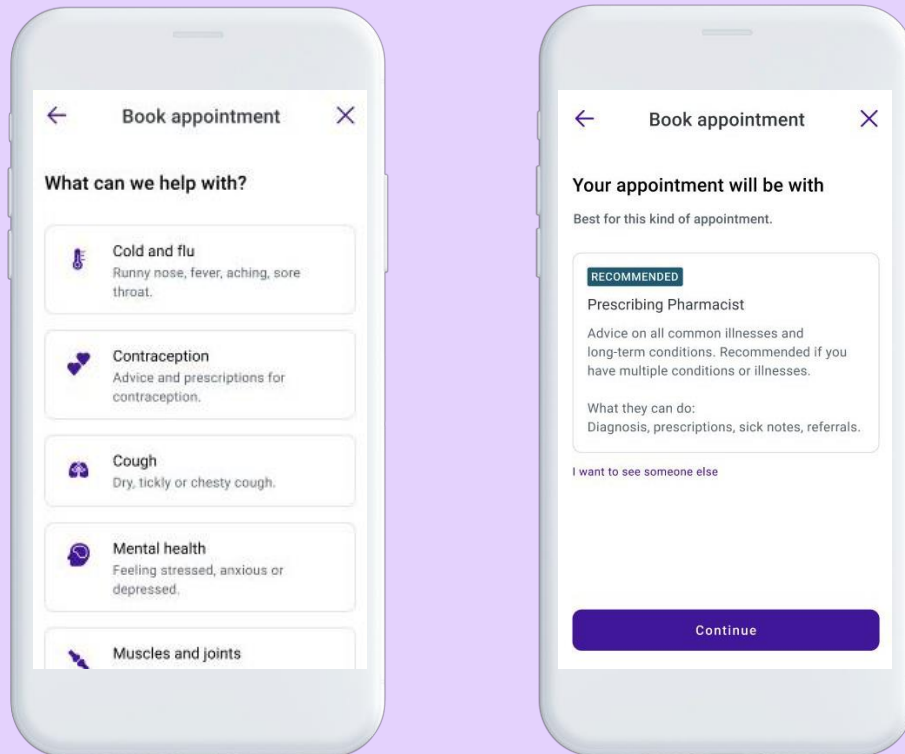 Book appointment
What can we help with?
Cold and flu
Runny nose, fever, aching, sore
throat.
Contraception
Advice and prescriptions for
contraception.
Cough
Dry, tickly or chesty cough.
Mental health
Feeling stressed, anxious or
depressed.
Muscles and joints
Book appointment
Your appointment will be with
Best for this kind of appointment.
RECOMMENDED
Prescribing Pharmacist
Advice on all common illnesses and
long-term conditions. Recommended if you
have multiple conditions or illnesses.
What they can do:
Diagnosis, prescriptions, sick notes, referrals.
I want to see someone else
Continue